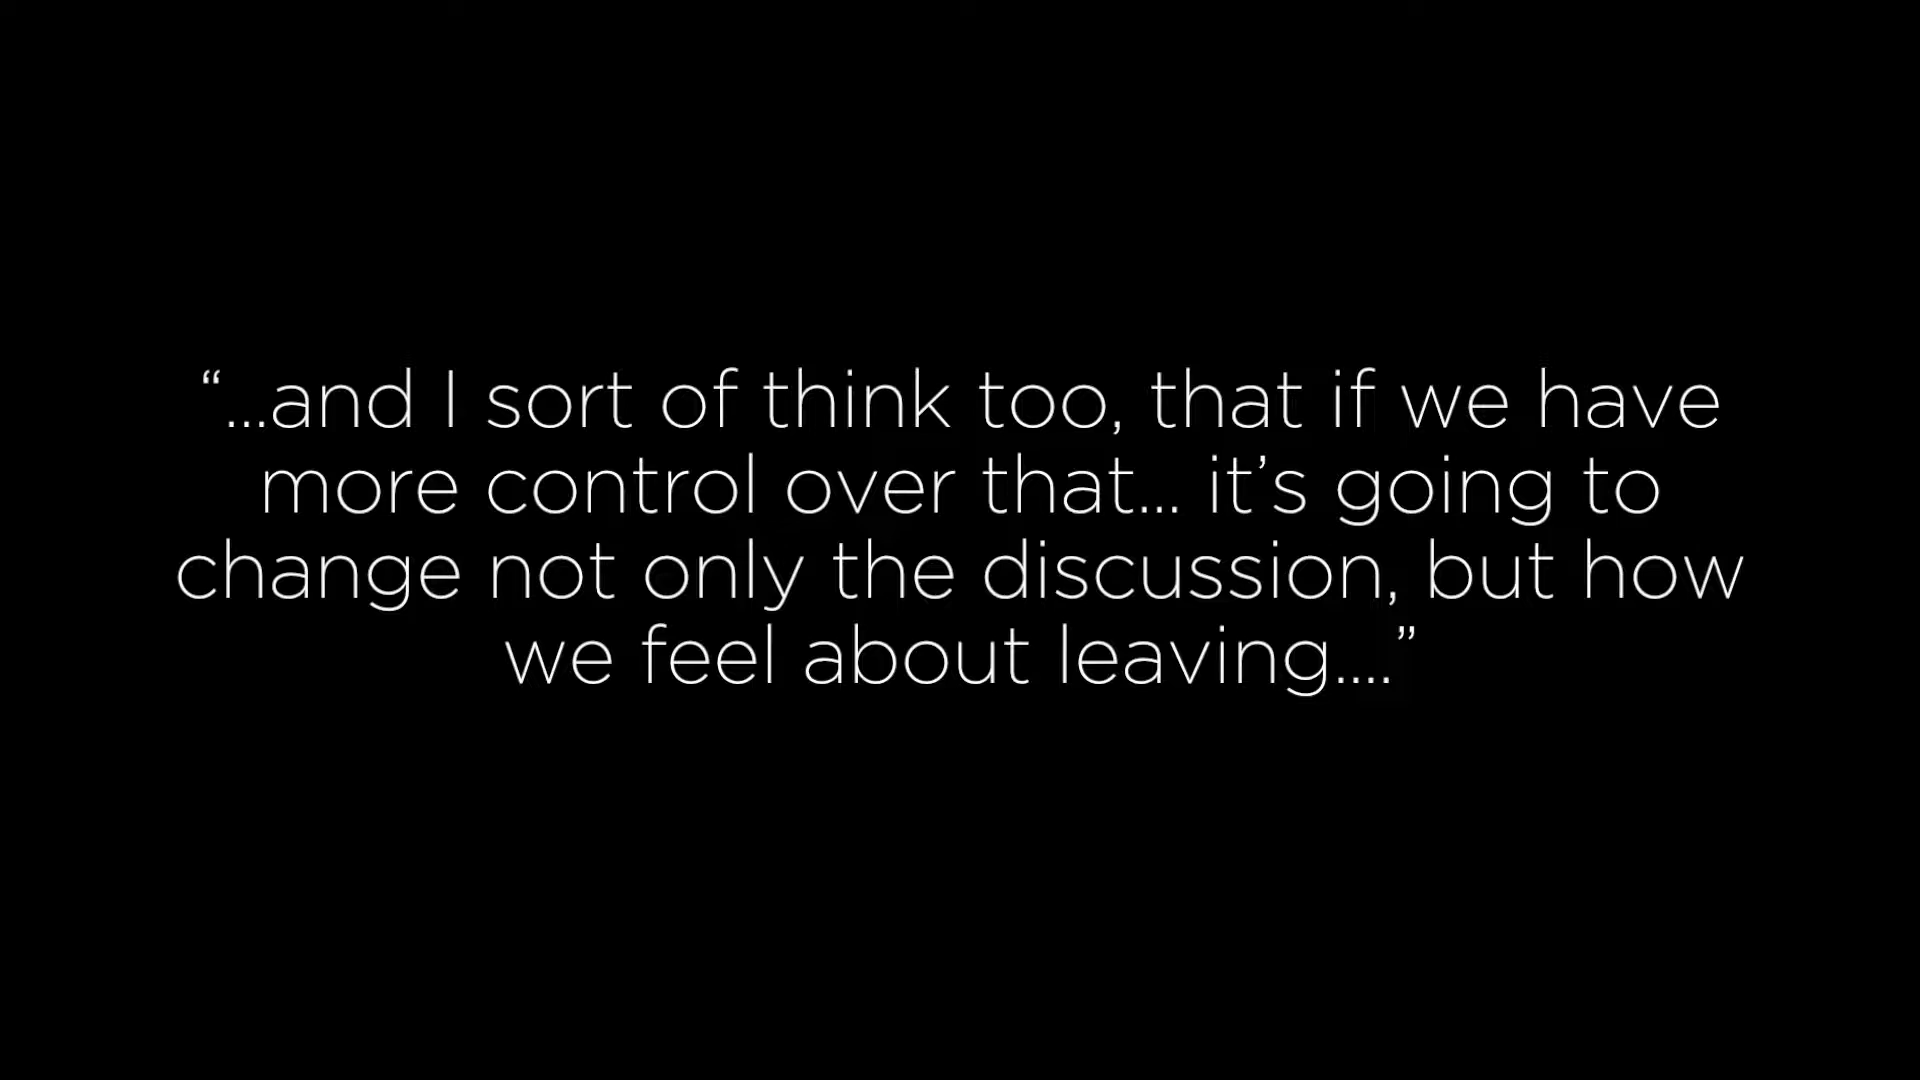 “...and I sort of think too, that if we have
more control over that... it’s going to
change not only the discussion, but how
we feel about leaving....”